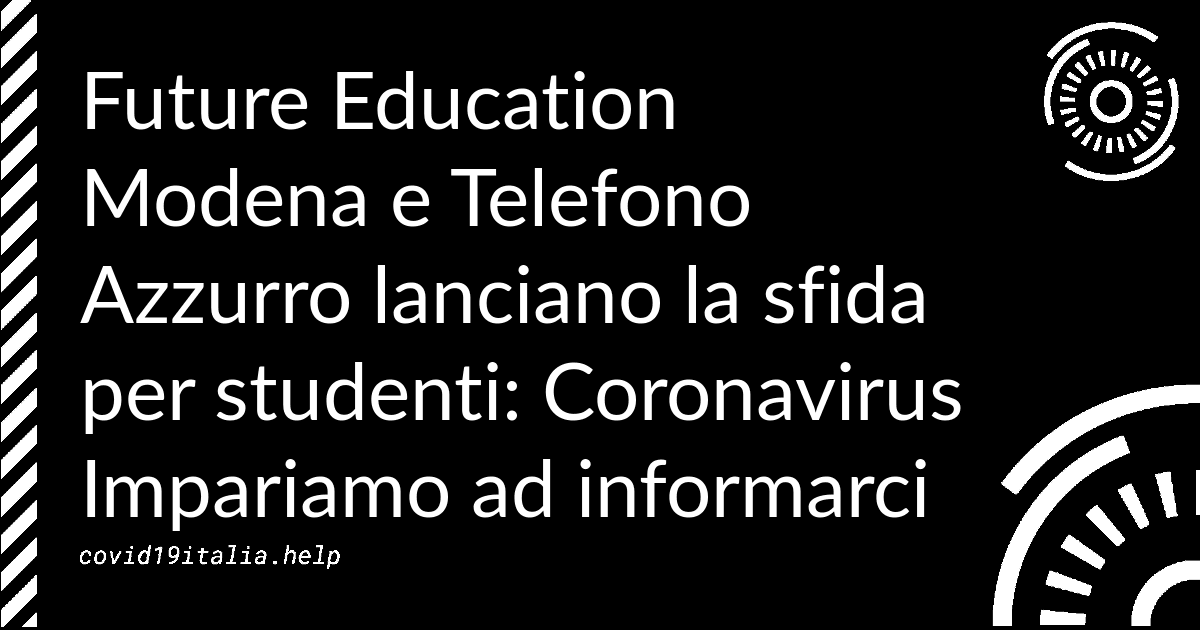 Future Education
Modena e Telefono
Azzurro lanciano la sfida
per studenti: Coronavirus
Impariamo ad informarci
covid19italia.help